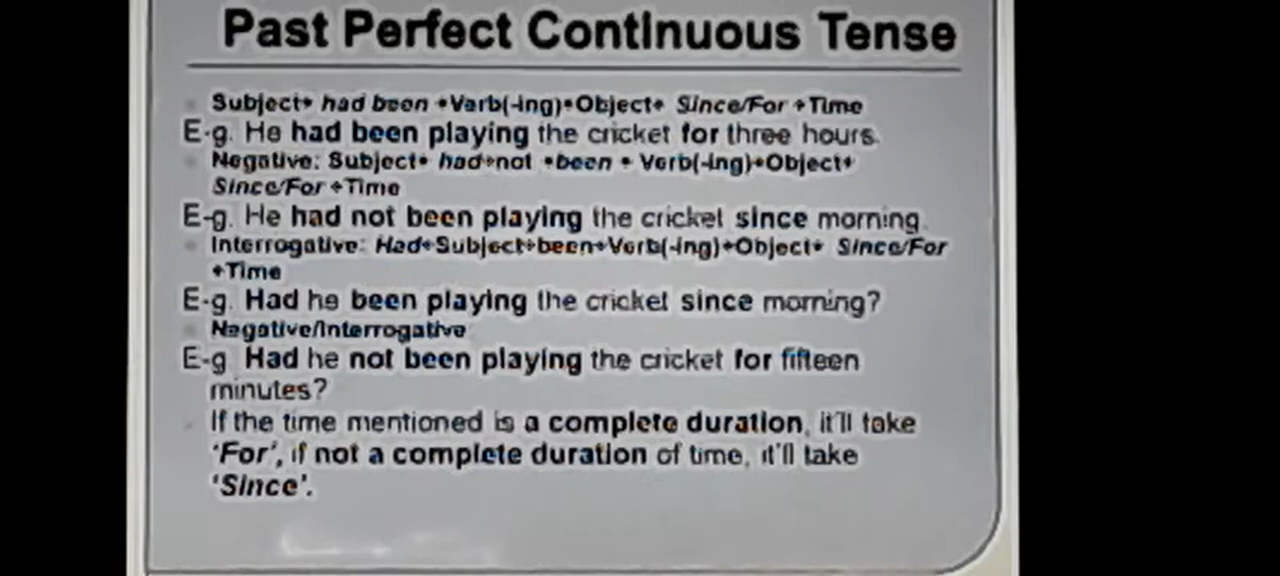 Past Perfect Continuous Tense
Subject+ had been +Verb(-ing)+Object+ Since/For +Time
E-g. He had been playing the cricket for three hours.
Negative: Subject+ had+not +been + Verb(-ing)+Object+
Since/For +Time
E-g. He had not been playing the cricket since morning.
Interrogative: Had+Subject+been+Verb(-ing)+Object+ Since/For
+Time
E-g. Had he been playing the cricket since morning?
Negative/Interrogative
E-g Had he not been playing the cricket for fifteen
minutes?
If the time mentioned is a complete duration, it'll take
'For', if not a complete duration of time, it'll take
'Since'.